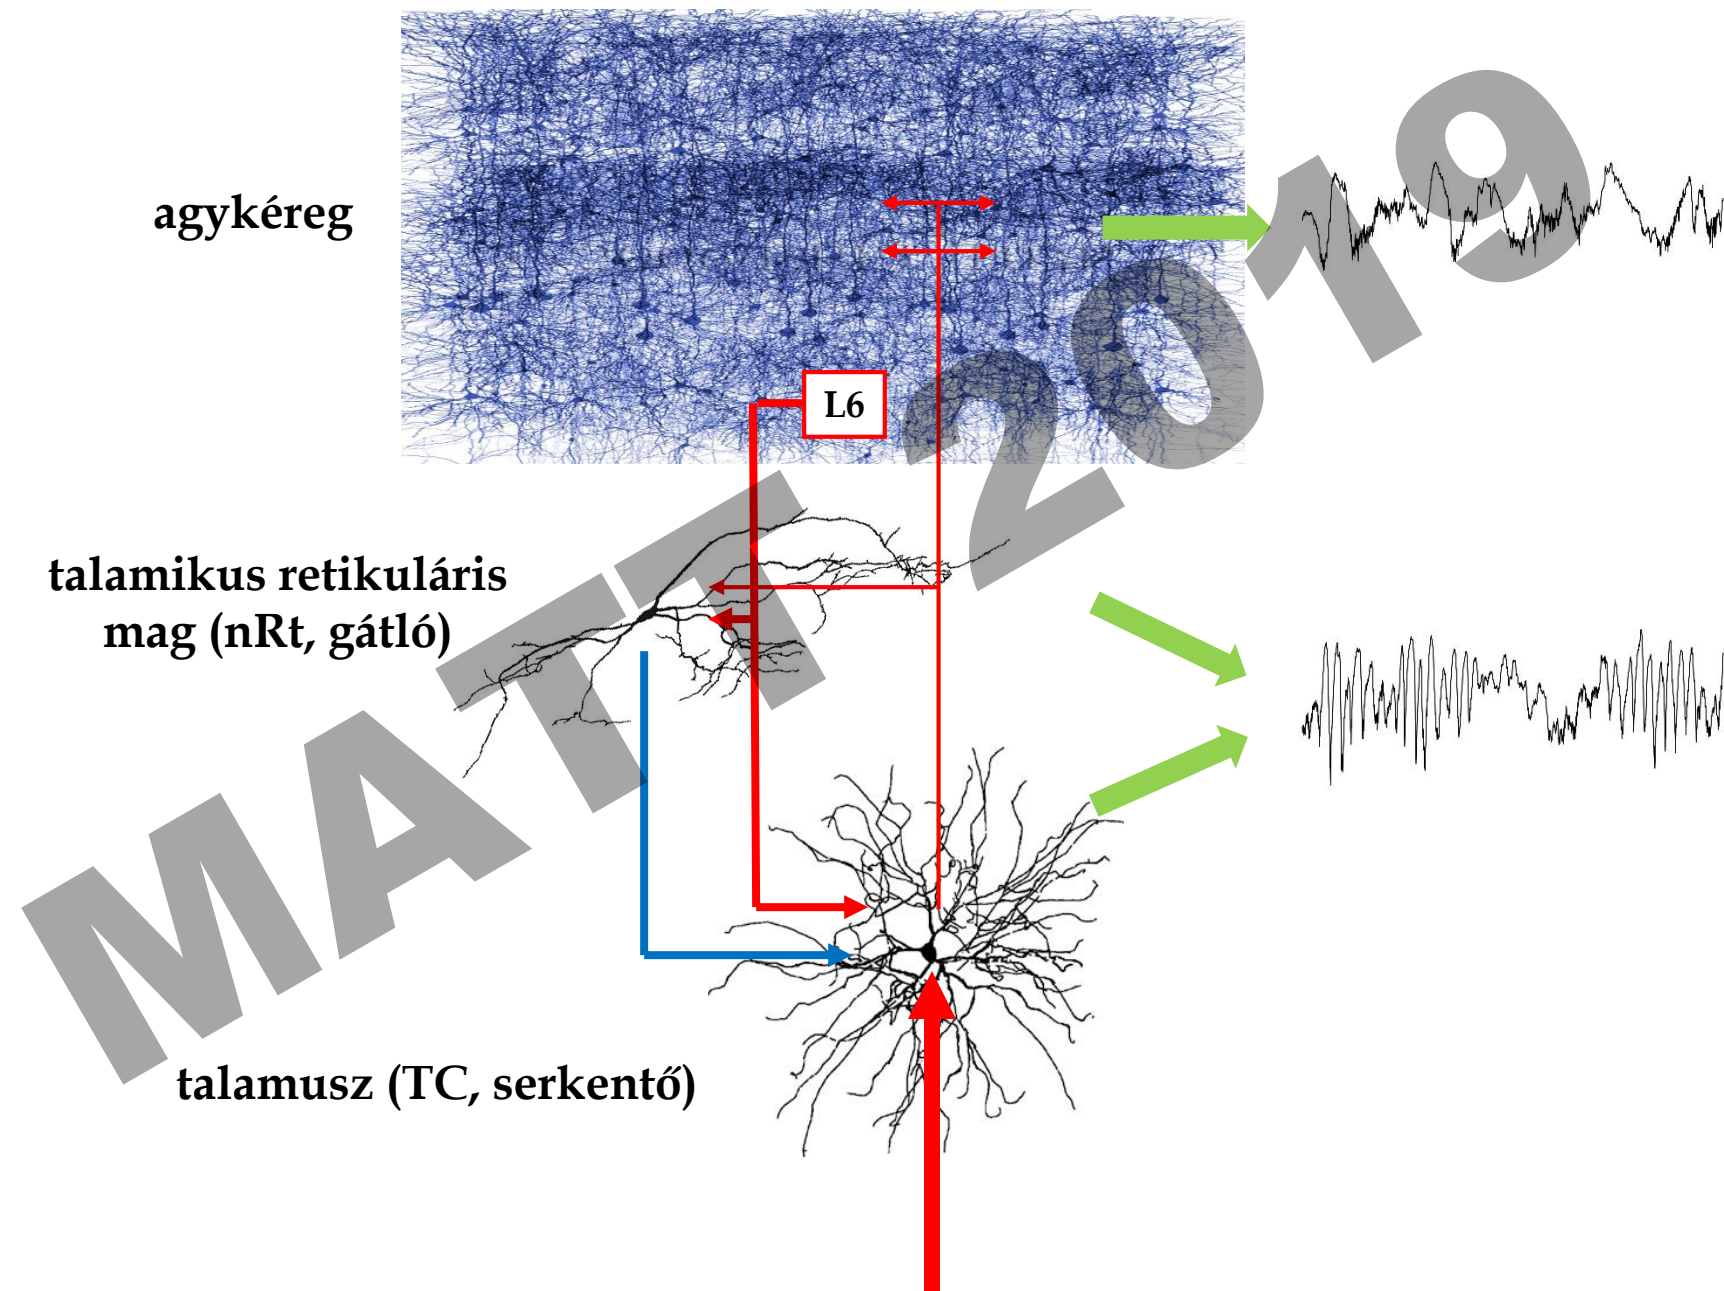 agykéreg
L6
talamikus retikuláris
mag (nRt, gátló)
talamusz (TC, serkentő)
MATT 2019